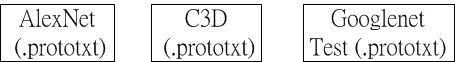 AlexNet
(.prototxt)
C3D
(.prototxt)
Googlenet
Test (.prototxt)